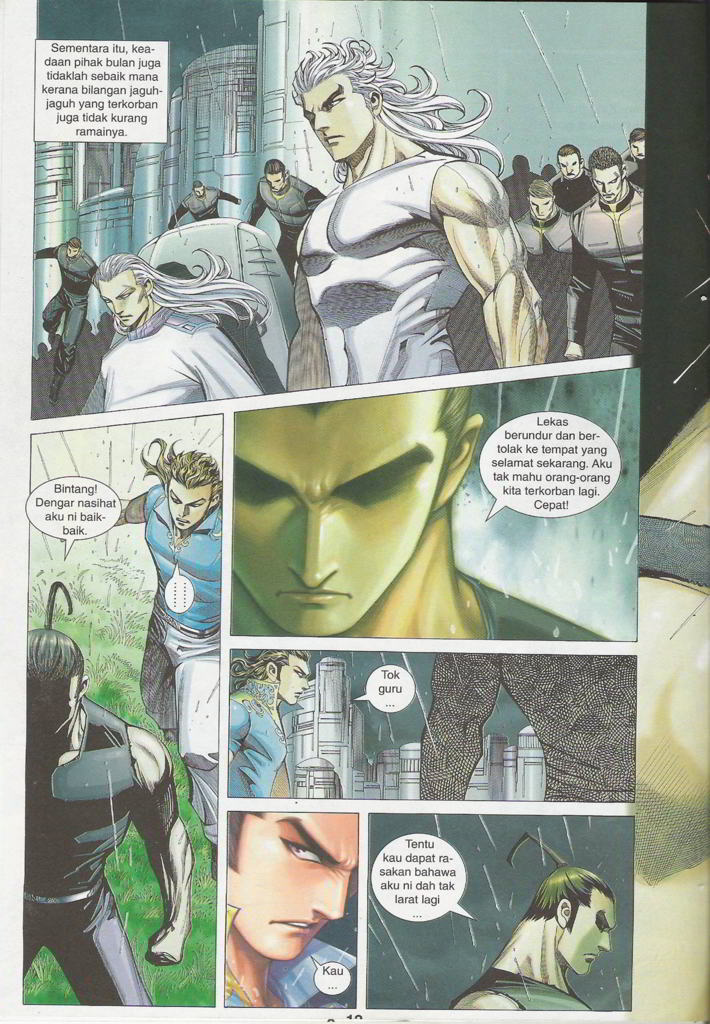 Sementara itu, kea-
daan pihak bulan juga
tidaklah sebaik mana
kerana bilangan jaguh-
jaguh yang terkorban
juga tidak kurang
ramainya.
Lekas
berundur dan ber-
tolak ke tempat yang
selamat sekarang. Aku
tak mahu orang-orang
kita terkorban lagi.
Cepat!
Bintang!
Dengar nasihat
aku ni baik-
baik.
......
Tok
guru
...
Kau
...
Tentu
kau dapat ra-
sakan bahawa
aku ni dah tak
larat lagi
...